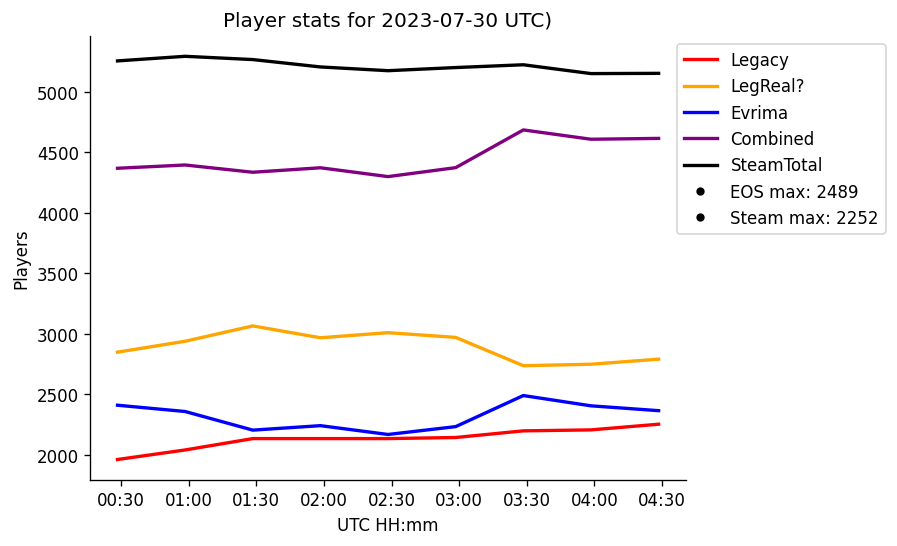 Player stats for 2023-07-30 UTC)
Legacy
LegReal?
Evrima
Combined
SteamTotal
EOS max: 2489
Steam max: 2252
Players
5000
4500
4000
3500
3000
2500
2000
00:30 01:00 01:30 02:00 02:30 03:00 03:30 04:00 04:30
UTC HH:mm